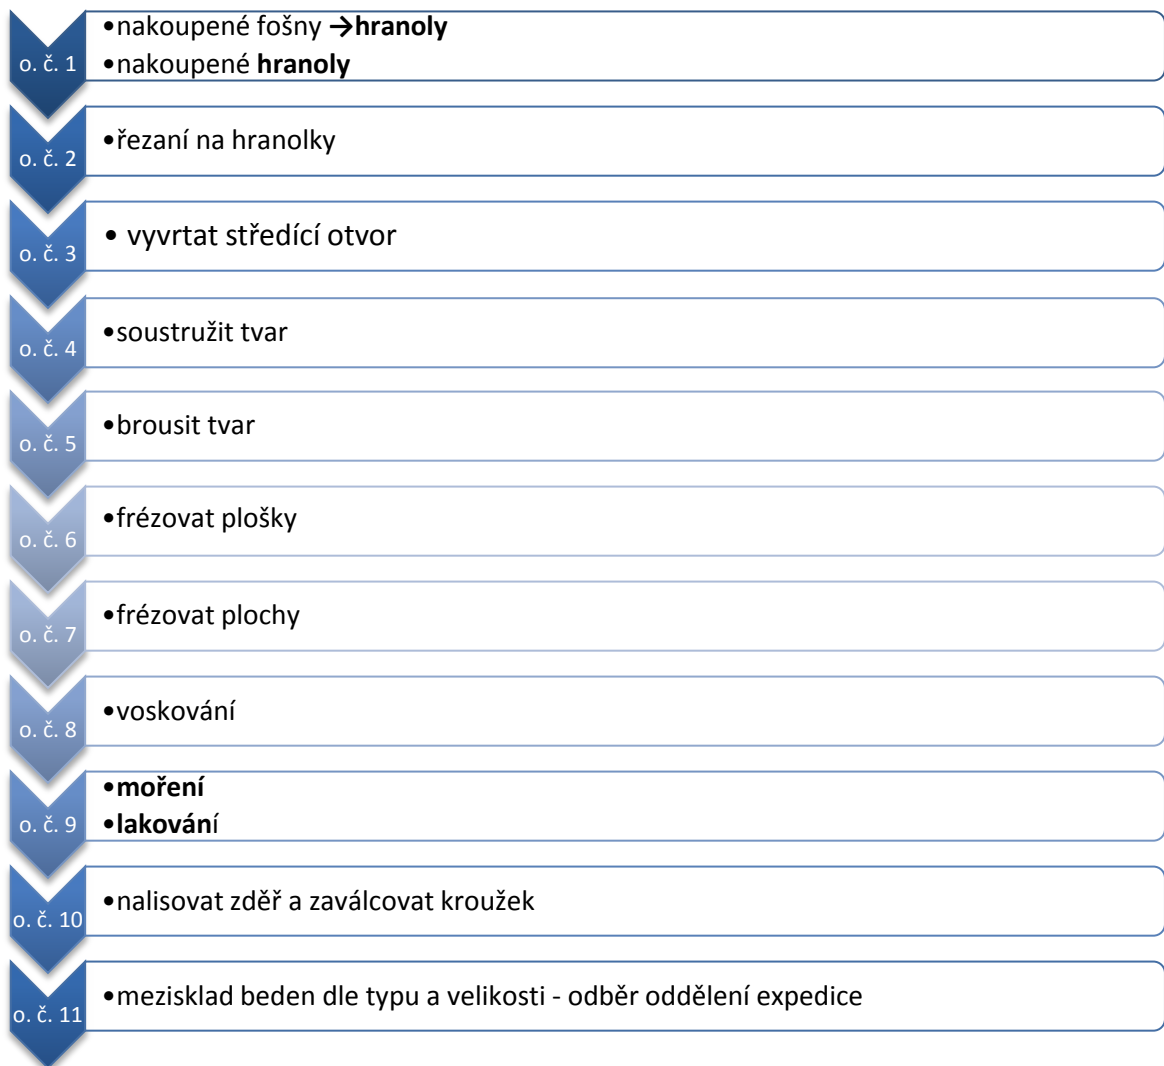 o. č. 1
•nakoupené fošny →hranoly
•nakoupené hranoly
o. č. 2
•řezaní na hranolky
o. č. 3
• vyvrtat středící otvor
o. č. 4
•soustružit tvar
o. č. 5
•brousit tvar
o. č. 6
•frézovat plošky
o. č. 7
•frézovat plochy
o. č. 8
•voskování
o. č. 9
•moření
•lakování
o. č. 10
•nalisovat zděř a zaválcovat kroužek
o. č. 11
•mezisklad beden dle typu a velikosti - odběr oddělení expedice